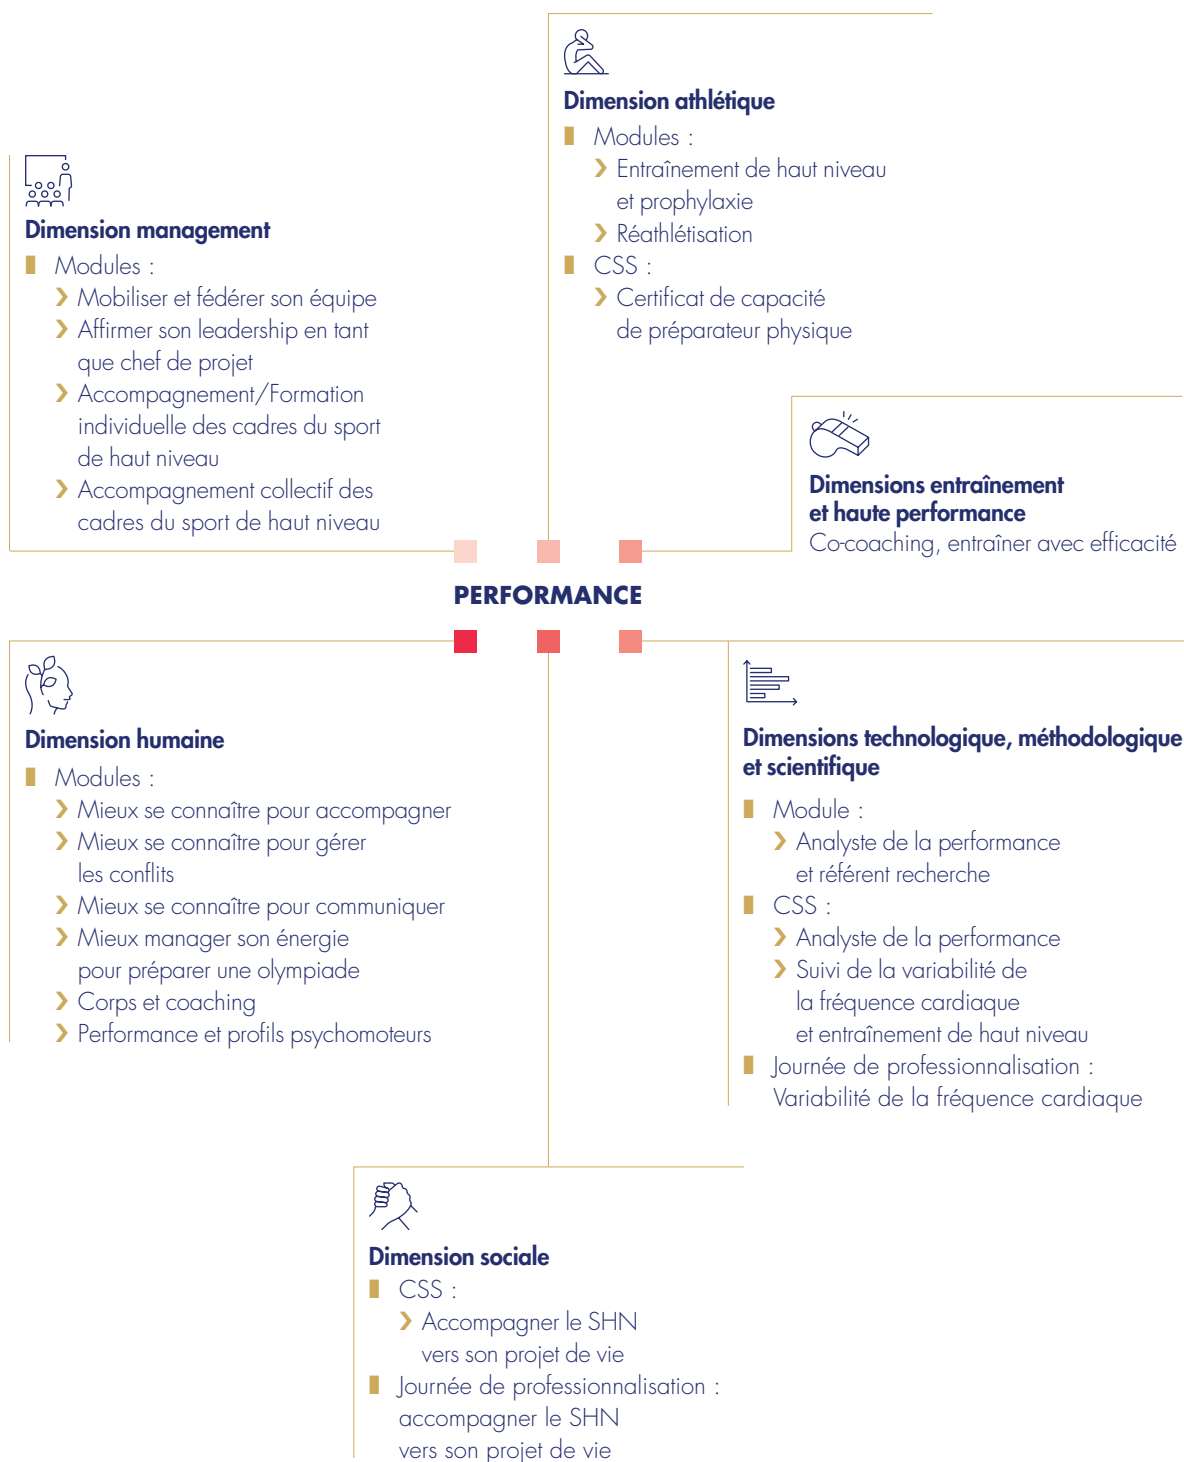 Dimension athlétique
Modules :
Entraînement de haut niveau
et prophylaxie
Réathlétisation
CSS :
Certificat de capacité
de préparateur physique
Dimension management
Modules :
Mobiliser et fédérer son équipe
Affirmer son leadership en tant
que chef de projet
Accompagnement/Formation
individuelle des cadres du sport
de haut niveau
Accompagnement collectif des
cadres du sport de haut niveau
Dimensions entraînement
et haute performance
Co-coaching, entraîner avec efficacité
PERFORMANCE
Dimension humaine
Modules :
Mieux se connaître pour accompagner
Mieux se connaître pour gérer
les conflits
Mieux se connaître pour communiquer
Mieux manager son énergie
pour préparer une olympiade
Corps et coaching
Performance et profils psychomoteurs
Dimensions technologique, méthodologique
et scientifique
Module :
Analyste de la performance
et référent recherche
CSS :
Analyste de la performance
Suivi de la variabilité de
la fréquence cardiaque
et entraînement de haut niveau
Journée de professionnalisation :
Variabilité de la fréquence cardiaque
Dimension sociale
CSS :
Accompagner le SHN
vers son projet de vie
Journée de professionnalisation :
accompagner le SHN
vers son projet de vie